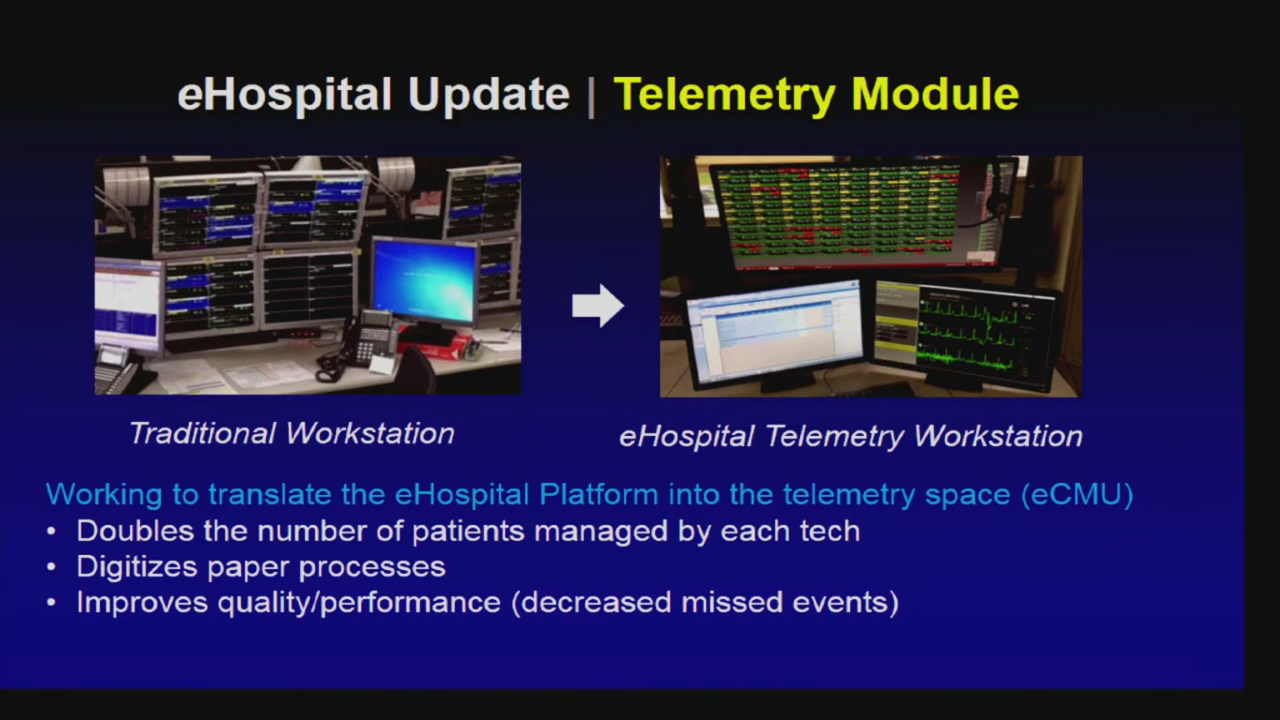 eHospital Update | Telemetry Module
Traditional Workstation
eHospital Telemetry Workstation
Working to translate the eHospital Platform into the telemetry space (eCMU)
• Doubles the number of patients managed by each tech
• Digitizes paper processes
• Improves quality/performance (decreased missed events)